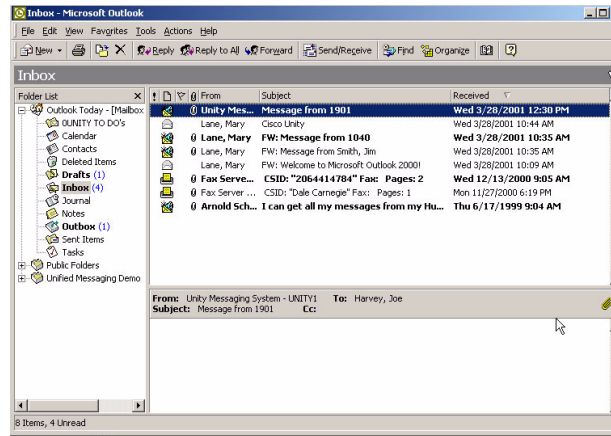 Inbox - Microsoft Outlook
File Edit View Favorites Tools Actions Help
New Reply Reply to All Forward Send/Receive Find Organize
Inbox
Folder List X
Outlook Today - [Mailbox
0UNITY TO DO's
Calendar
Contacts
Deleted Items
Drafts (1)
Inbox (4)
Journal
Notes
Outbox (1)
Sent Items
Tasks
Public Folders
Unified Messaging Demo
! From Subject Received
Unity Mes... Message from 1901 Wed 3/28/2001 12:30 PM
Lane, Mary Cisco Unity Wed 3/28/2001 10:44 AM
Lane, Mary FW: Message from 1040 Wed 3/28/2001 10:35 AM
Lane, Mary FW: Message from Smith, Jim Wed 3/28/2001 10:35 AM
Lane, Mary FW: Welcome to Microsoft Outlook 2000! Wed 3/28/2001 10:09 AM
Fax Serve... CSID: "2064414784" Fax: Pages: 2 Wed 12/13/2000 9:05 AM
Fax Server ... CSID: "Dale Carnegie" Fax: Pages: 1 Mon 11/27/2000 6:19 PM
Arnold Sch... I can get all my messages from my Hu... Thu 6/17/1999 9:04 AM
From: Unity Messaging System - UNITY1 To: Harvey, Joe
Subject: Message from 1901 Cc:
8 Items, 4 Unread